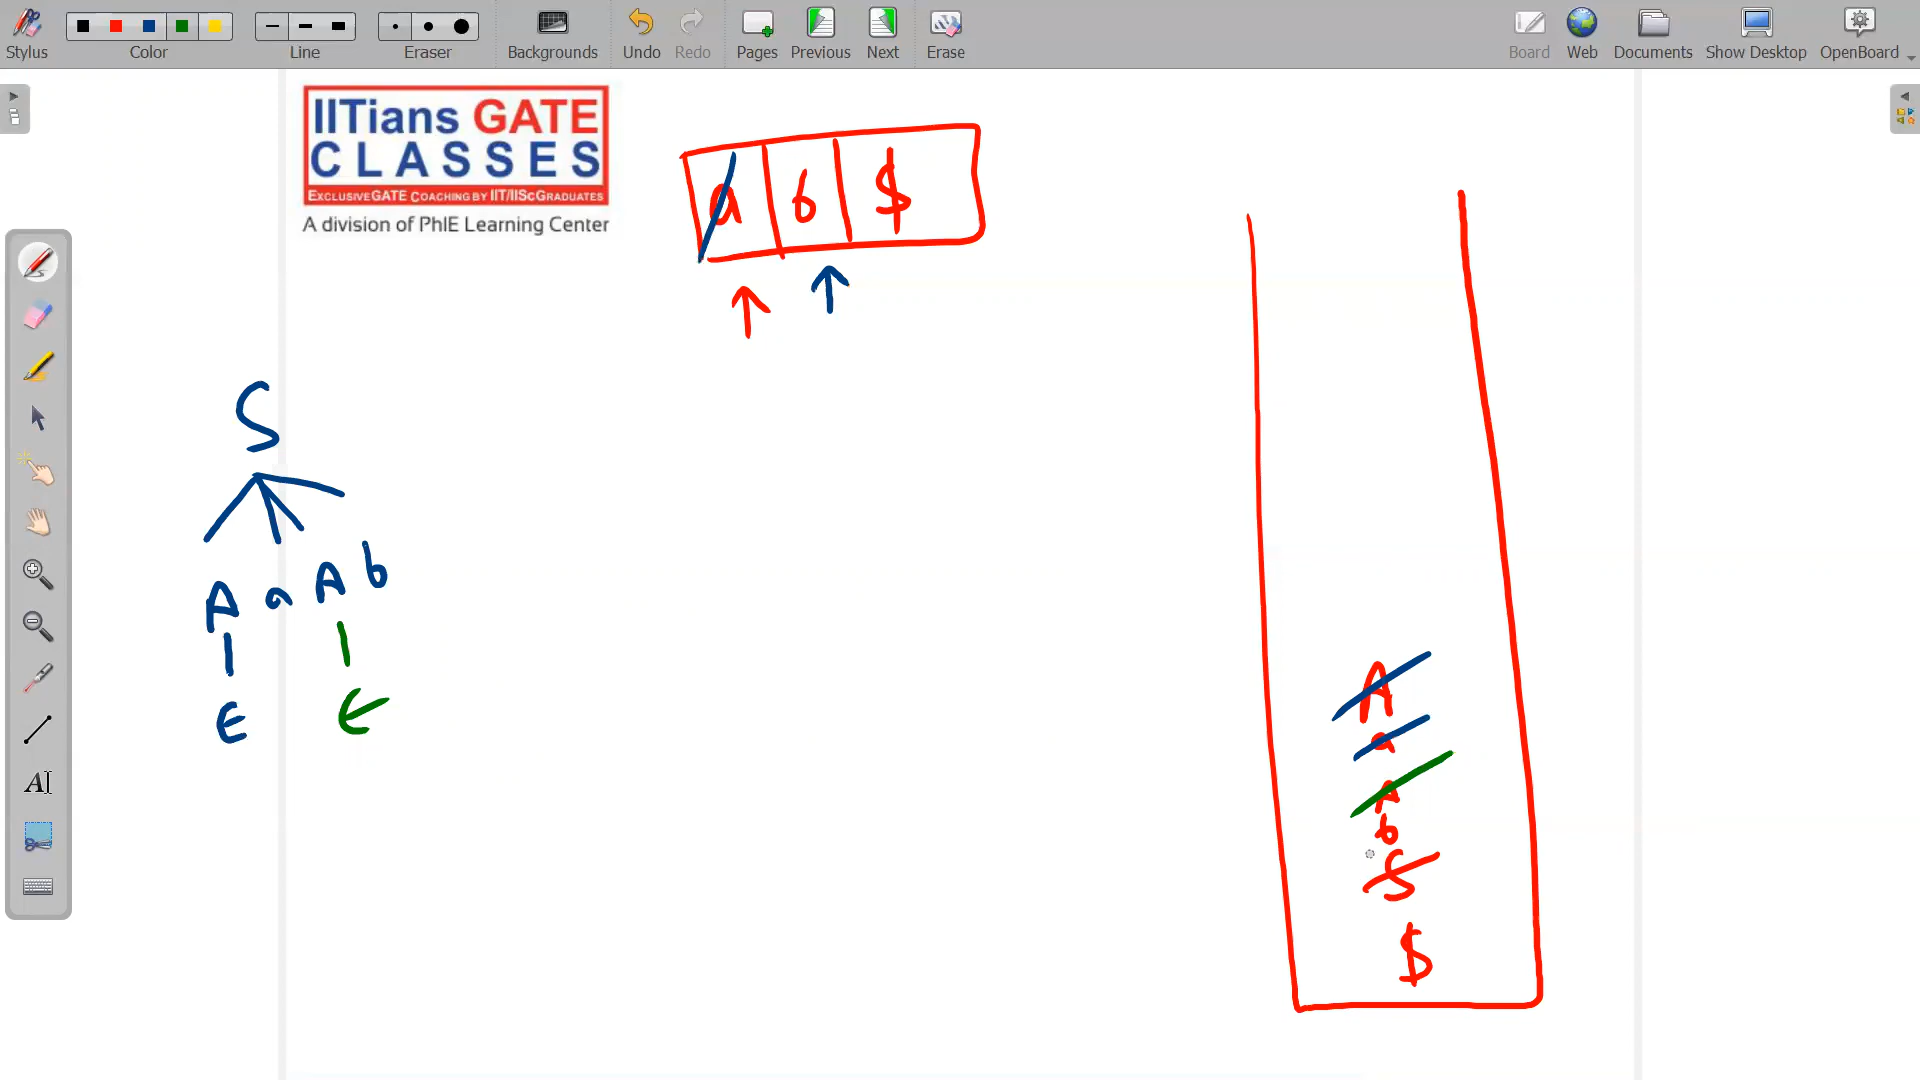 Stylus Color Line Eraser Backgrounds Undo Redo Pages Previous Next Erase Board Web Documents Show Desktop OpenBoard
IITians GATE
CLASSES
EXCLUSIVE GATE COACHING BY IIT/IISc GRADUATES
A division of PhIE Learning Center
a b $
S
A a A b
ϵ ϵ
A
a
A
b
S
$